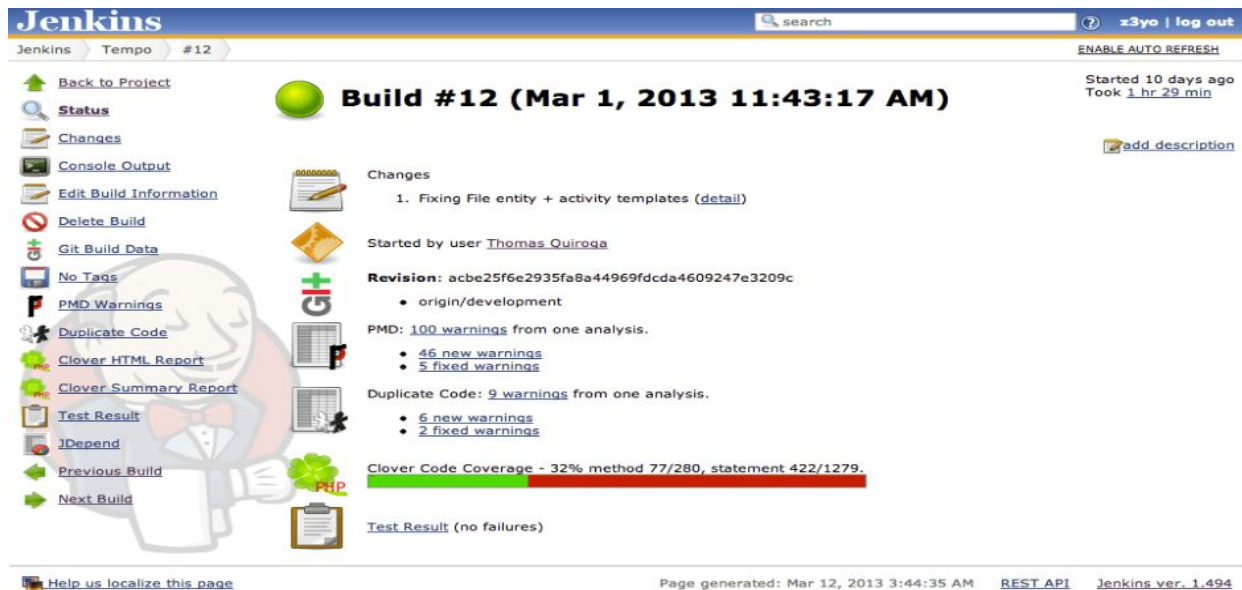 Jenkins
search
z3yo | log out
Jenkins Tempo #12
ENABLE AUTO REFRESH
Back to Project
Status
Changes
Console Output
Edit Build Information
Delete Build
Git Build Data
No Tags
PMD Warnings
Duplicate Code
Clover HTML Report
Clover Summary Report
Test Result
JDepend
Previous Build
Next Build
Build #12 (Mar 1, 2013 11:43:17 AM)
Started 10 days ago
Took 1 hr 29 min
add description
Changes
1. Fixing File entity + activity templates (detail)
Started by user Thomas Quiroga
Revision: acbe25f6e2935fa8a44969fdcda4609247e3209c
• origin/development
PMD: 100 warnings from one analysis.
• 46 new warnings
• 5 fixed warnings
Duplicate Code: 9 warnings from one analysis.
• 6 new warnings
• 2 fixed warnings
Clover Code Coverage - 32% method 77/280, statement 422/1279.
PHP
Test Result (no failures)
Help us localize this page
Page generated: Mar 12, 2013 3:44:35 AM REST API Jenkins ver. 1.494